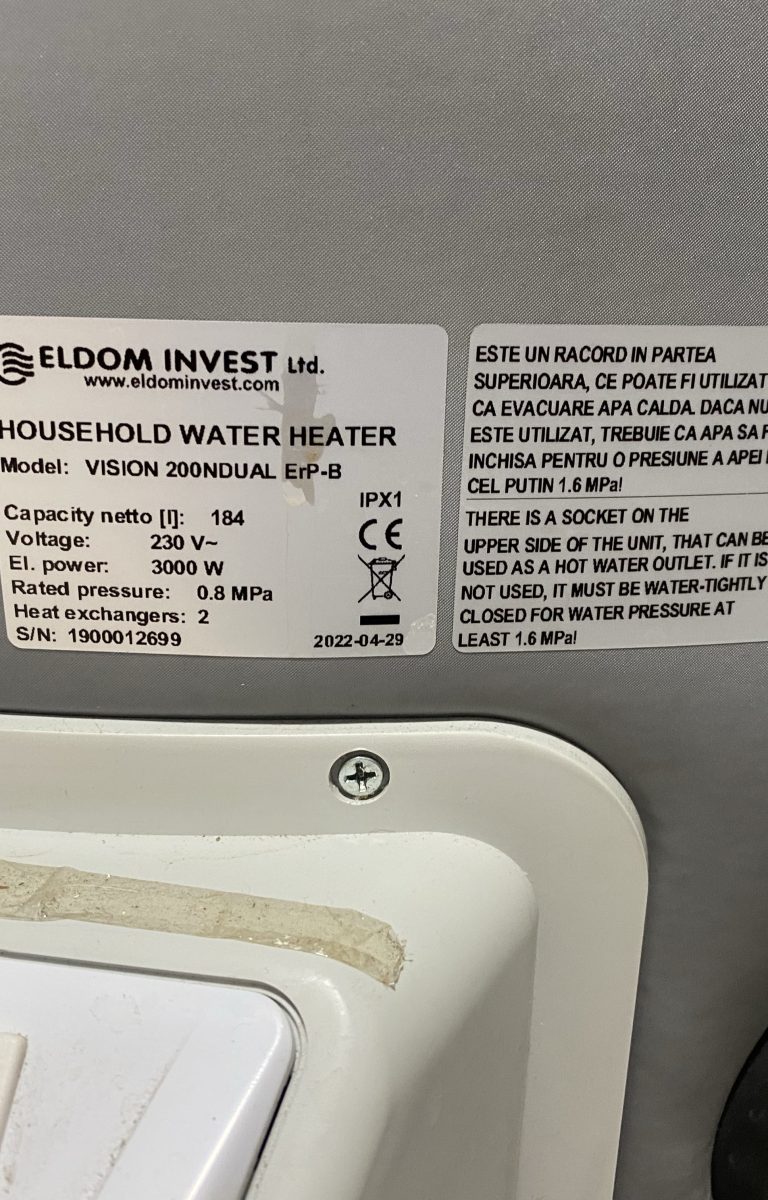 ELDOM INVEST Ltd.
www.eldominvest.com
HOUSEHOLD WATER HEATER
Model: VISION 200NDUAL ErP-B
IPX1
Capacity netto [l]: 184
CE
Voltage: 230 V~
El. power: 3000 W
Rated pressure: 0.8 MPa
Heat exchangers: 2
S/N: 1900012699
2022-04-29
ESTE UN RACORD IN PARTEA
SUPERIOARA, CE POATE FI UTILIZAT
CA EVACUARE APA CALDA. DACA NU
ESTE UTILIZAT, TREBUIE CA APA SA
INCHISA PENTRU O PRESIUNE A APEI
CEL PUTIN 1.6 MPa!
THERE IS A SOCKET ON THE
UPPER SIDE OF THE UNIT, THAT CAN BE
USED AS A HOT WATER OUTLET. IF IT IS
NOT USED, IT MUST BE WATER-TIGHTLY
CLOSED FOR WATER PRESSURE AT
LEAST 1.6 MPa!